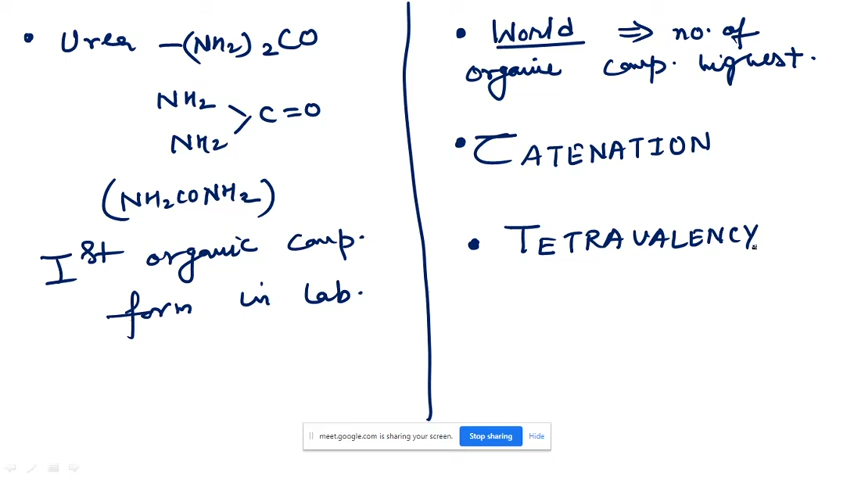 • Urea —(NH2)2CO
NH2
NH2 > C=O
(NH2CONH2)
Ist organic comp.
form in lab.
• World ⇒ no. of
organic comp. highest.
• CATENATION
• TETRAVALENCY
meet.google.com is sharing your screen. Stop sharing Hide